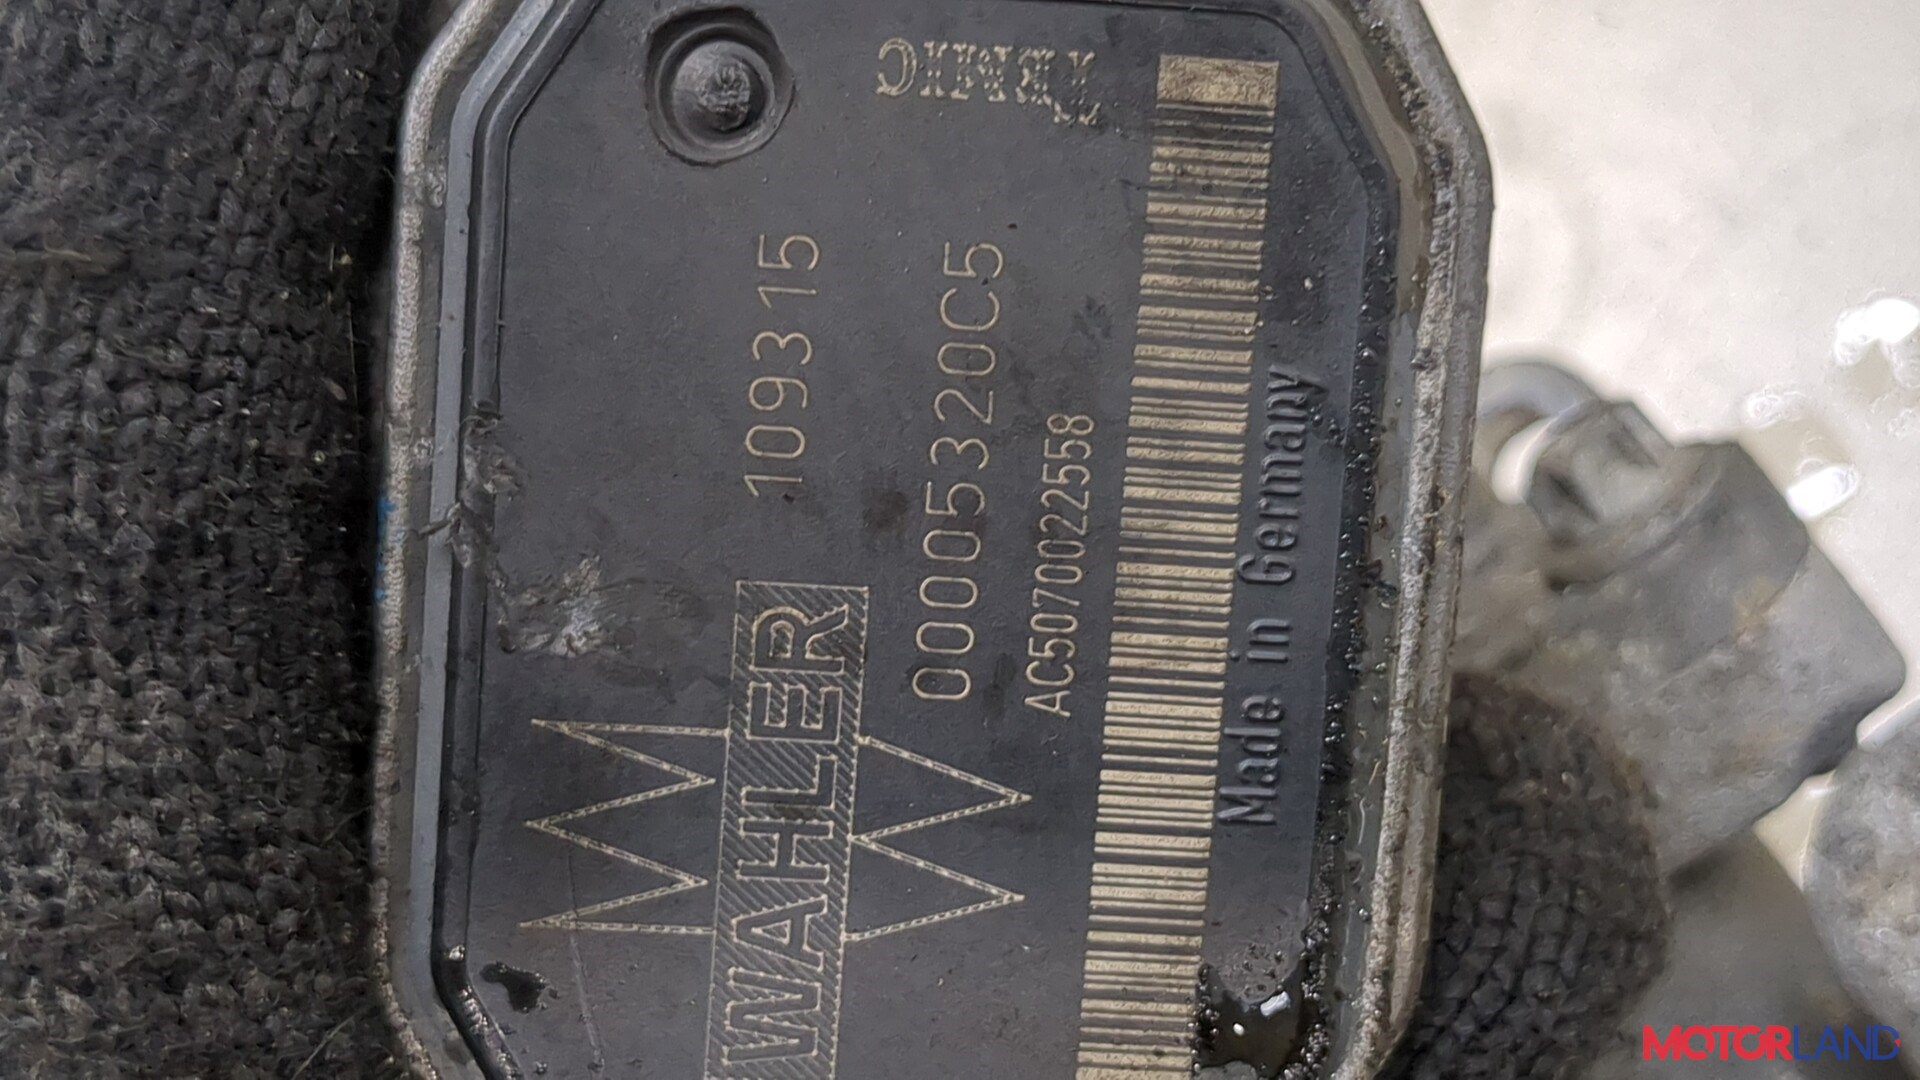 WAHLER 109315
00005320C5
AC5070022558
Made in Germany
MOTORLAND